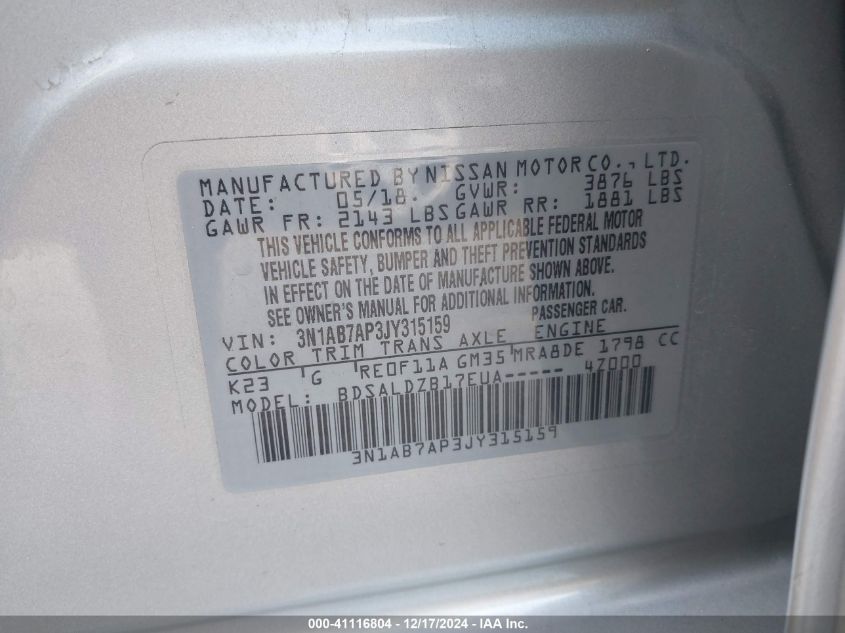 MANUFACTURED BY NISSAN MOTOR CO., LTD.
DATE: 05/18. GVWR: 3876 LBS
GAWR FR: 2143 LBS GAWR RR: 1881 LBS
THIS VEHICLE CONFORMS TO ALL APPLICABLE FEDERAL MOTOR
VEHICLE SAFETY, BUMPER AND THEFT PREVENTION STANDARDS
IN EFFECT ON THE DATE OF MANUFACTURE SHOWN ABOVE.
SEE OWNER'S MANUAL FOR ADDITIONAL INFORMATION.
VIN: 3N1AB7AP3JY315159 PASSENGER CAR.
COLOR TRIM TRANS AXLE ENGINE
K23 G RE0F11A GM35 MRA8DE 1798 CC
MODEL: BDSALDZB17EUA----- 4Z000
3N1AB7AP3JY315159
000-41116804 - 12/17/2024 - IAA Inc.